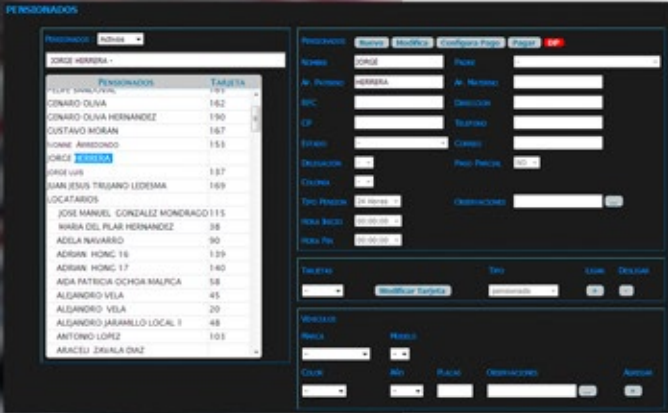 PENSIONADOS
PENSIONADOS : Activos
JORGE HERRERA -
PENSIONADOS TARJETA
FELIPE SANDOVAL 165
GENARO OLIVA 162
GENARO OLIVA HERNANDEZ 190
GUSTAVO MORAN 167
IVONNE ARREDONDO 153
JORGE HERRERA
JORGE LUIS 137
JUAN JESUS TRUJANO LEDESMA 169
LOCATARIOS
JOSE MANUEL GONZALEZ MONDRAGO 115
MARIA DEL PILAR HERNANDEZ 38
ADELA NAVARRO 90
ADRIAN HONG 16 139
ADRIAN HONG 17 140
AIDA PATRICIA OCHOA MALPICA 58
ALEJANDRO VELA 45
ALEJANDRO VELA 20
ALEJANDRO JARAMILLO LOCAL 1 48
ANTONIO LOPEZ 103
ARACELI ZAVALA DIAZ
PENSIONADOS Nuevo Modifica Configura Pago Pagar DP
NOMBRE JORGE PADRE -
AP. PATERNO HERRERA AP. MATERNO
RFC DIRECCION
CP TELEFONO
ESTADO - CORREO
DELEGACION - PAGO PARCIAL NO
COLONIA -
TIPO PENSION 24 Horas OBSERVACIONES ...
HORA INICIO 00:00:00
HORA FIN 00:00:00
TARJETAS TIPO LIGAR DESLIGAR
- Modificar Tarjeta pensionado + -
VEHICULOS
MARCA MODELO
- -
COLOR AÑO PLACAS OBSERVACIONES AGREGAR
- - ... +